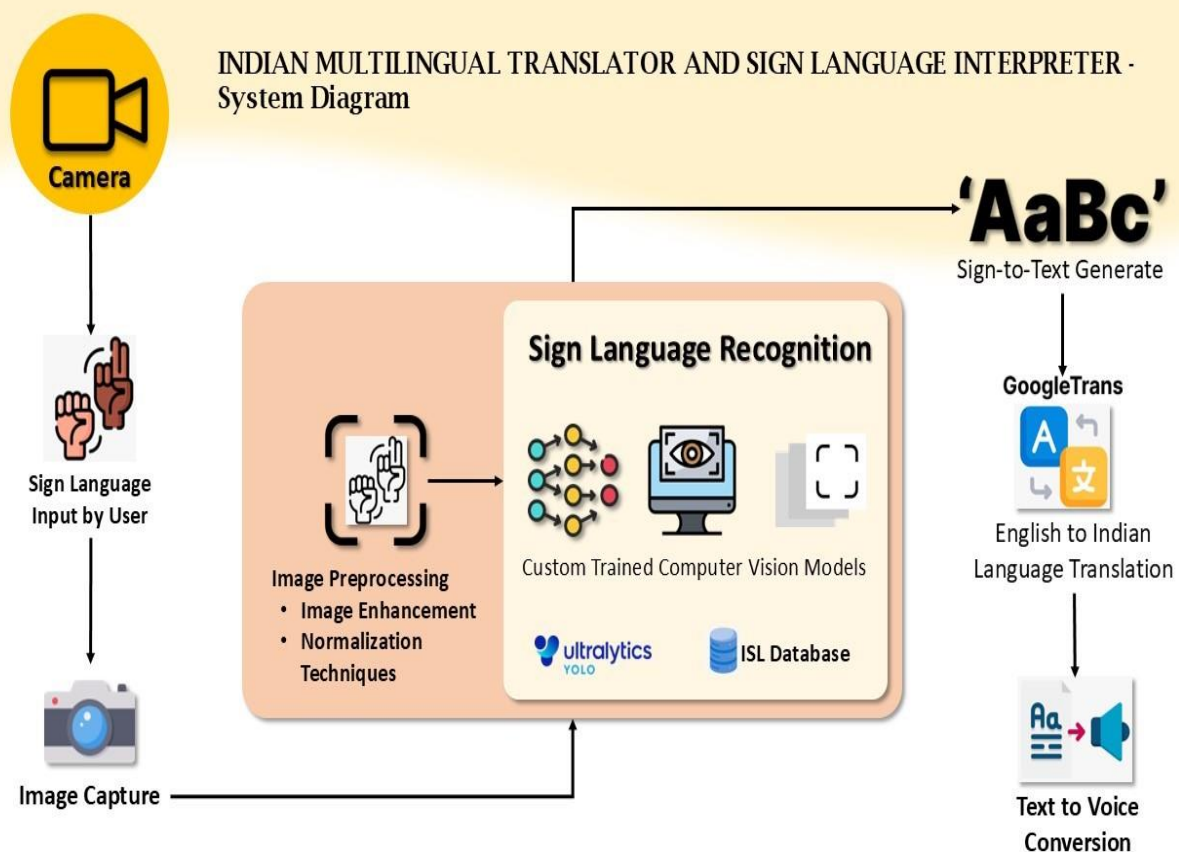 INDIAN MULTILINGUAL TRANSLATOR AND SIGN LANGUAGE INTERPRETER -
System Diagram
Camera
Sign Language
Input by User
Image Capture
Image Preprocessing
• Image Enhancement
• Normalization
Techniques
Sign Language Recognition
Custom Trained Computer Vision Models
ultralytics
YOLO
ISL Database
‘AaBc’
Sign-to-Text Generate
GoogleTrans
A
文
English to Indian
Language Translation
Aa
Text to Voice
Conversion